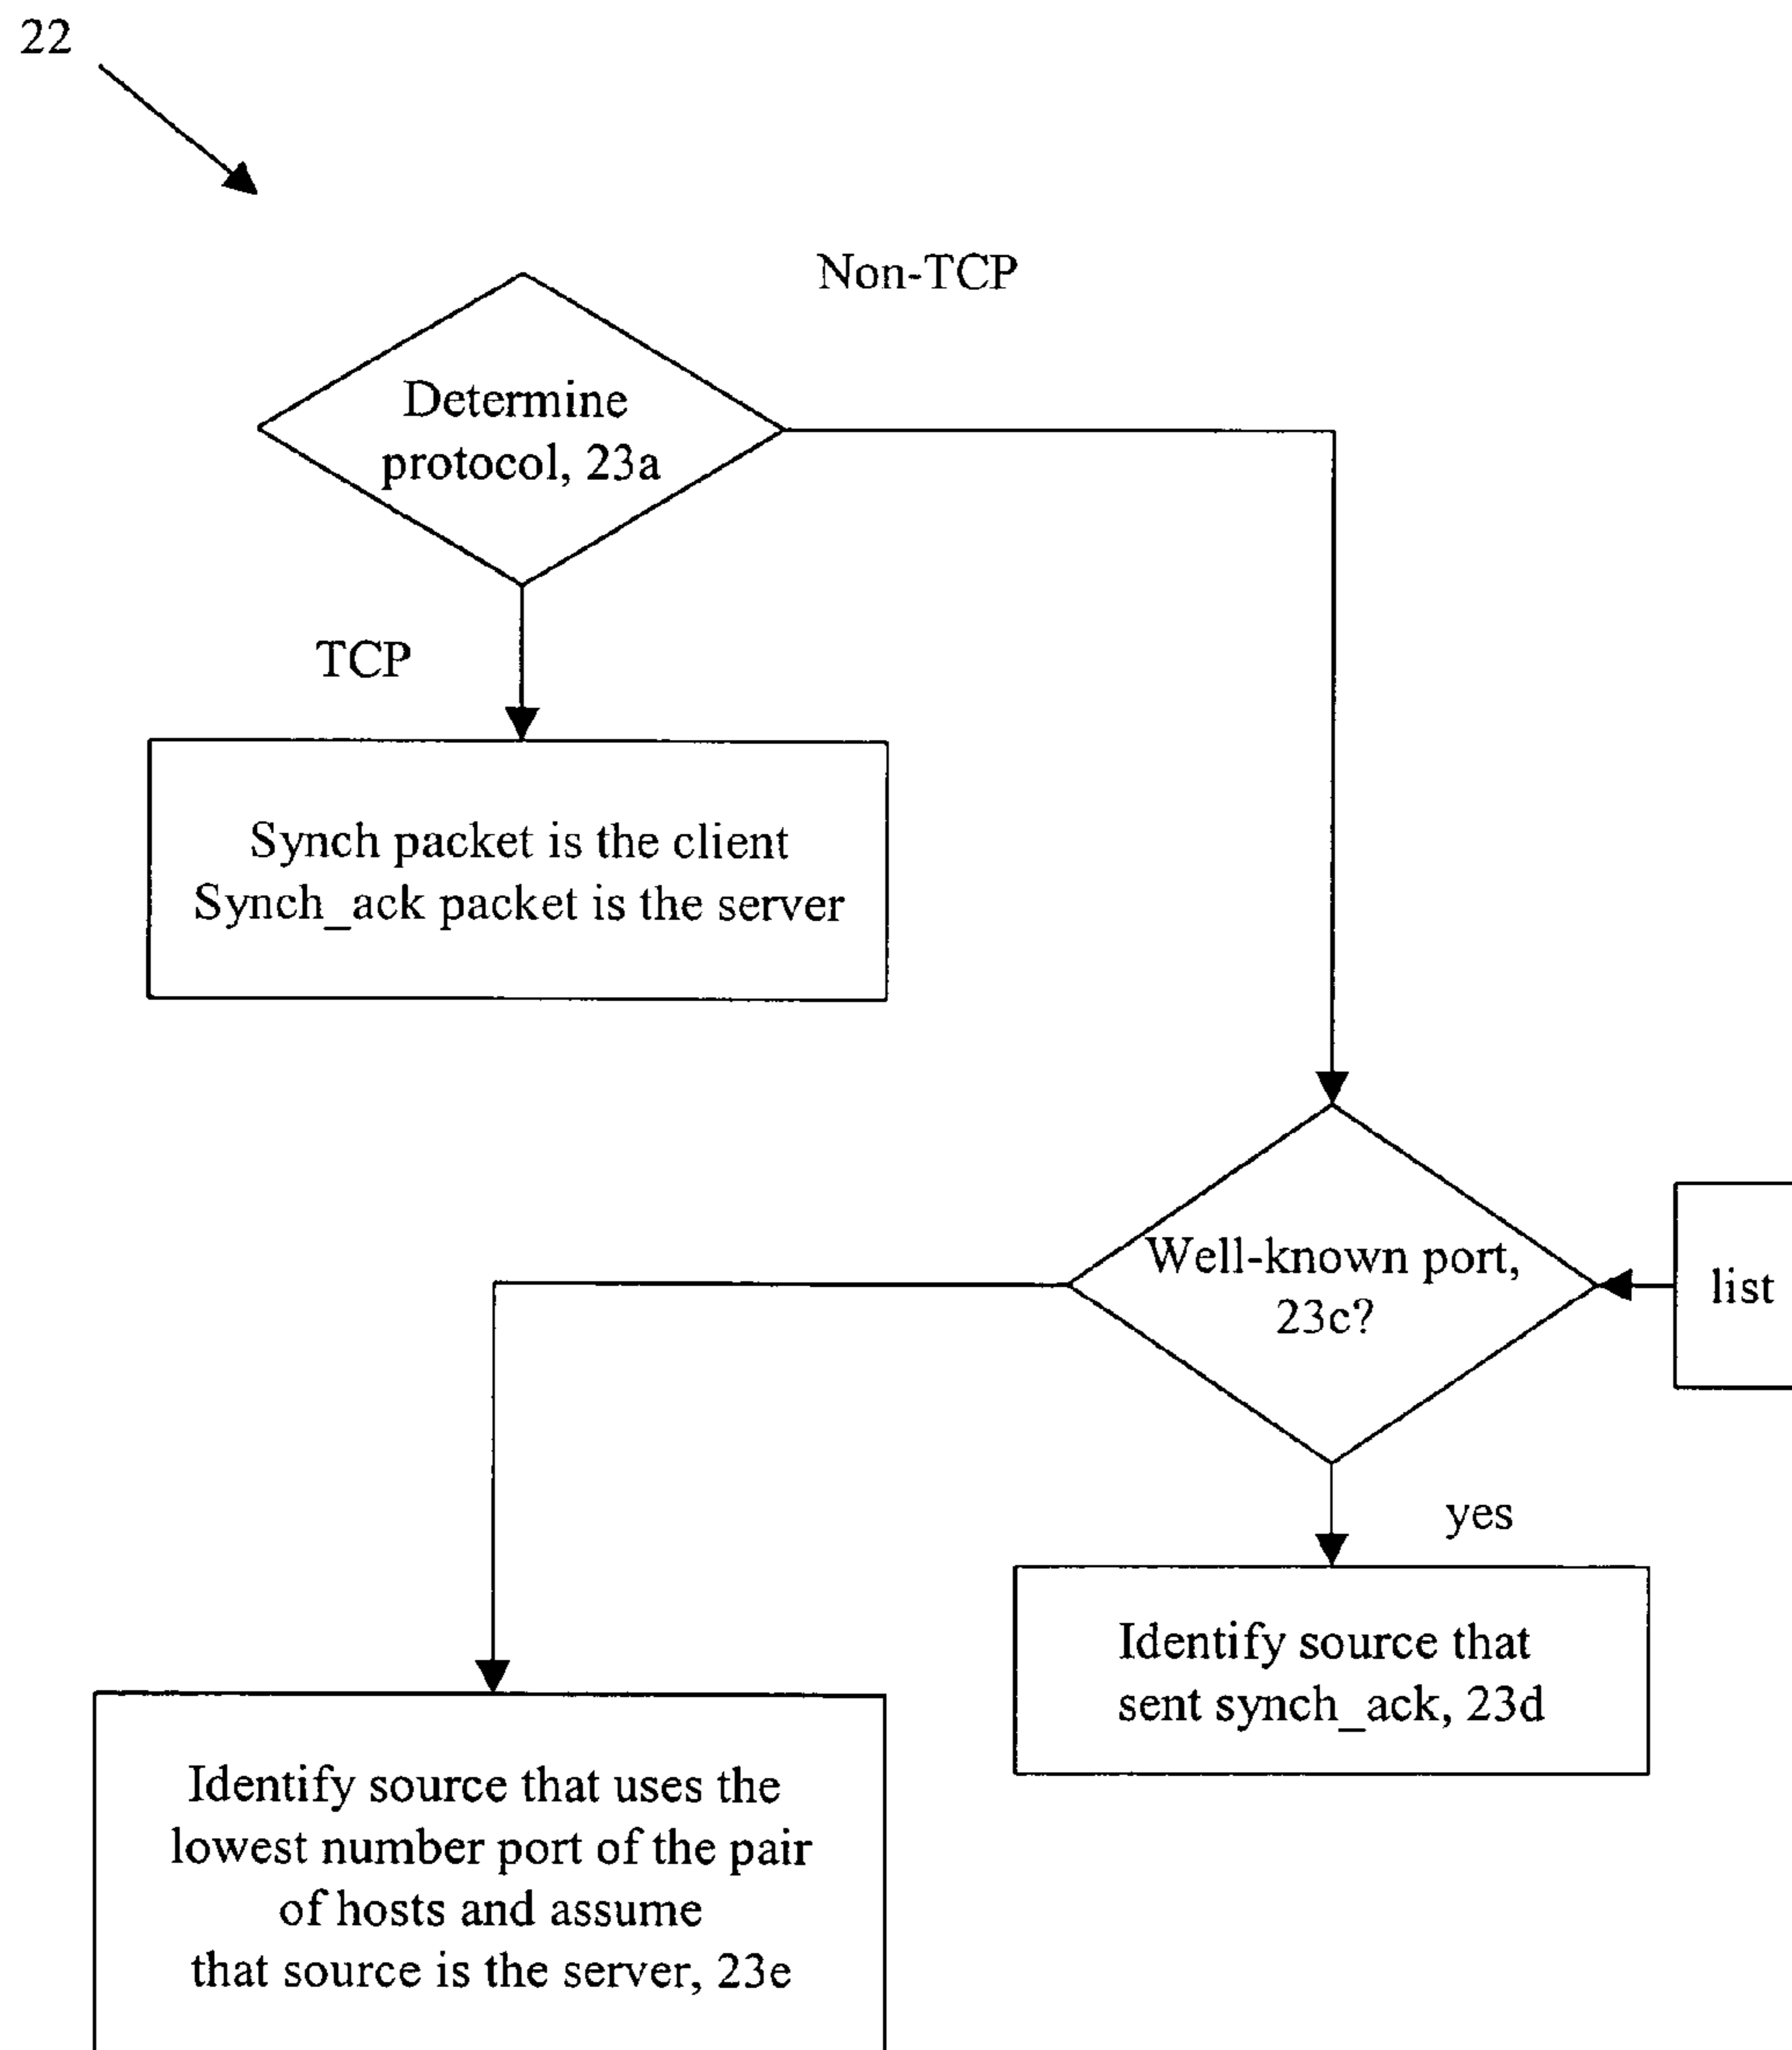 22
Non-TCP
Determine
protocol, 23a
TCP
Synch packet is the client
Synch_ack packet is the server
Well-known port,
23c?
list
yes
Identify source that
sent synch_ack, 23d
Identify source that uses the
lowest number port of the pair
of hosts and assume
that source is the server, 23e